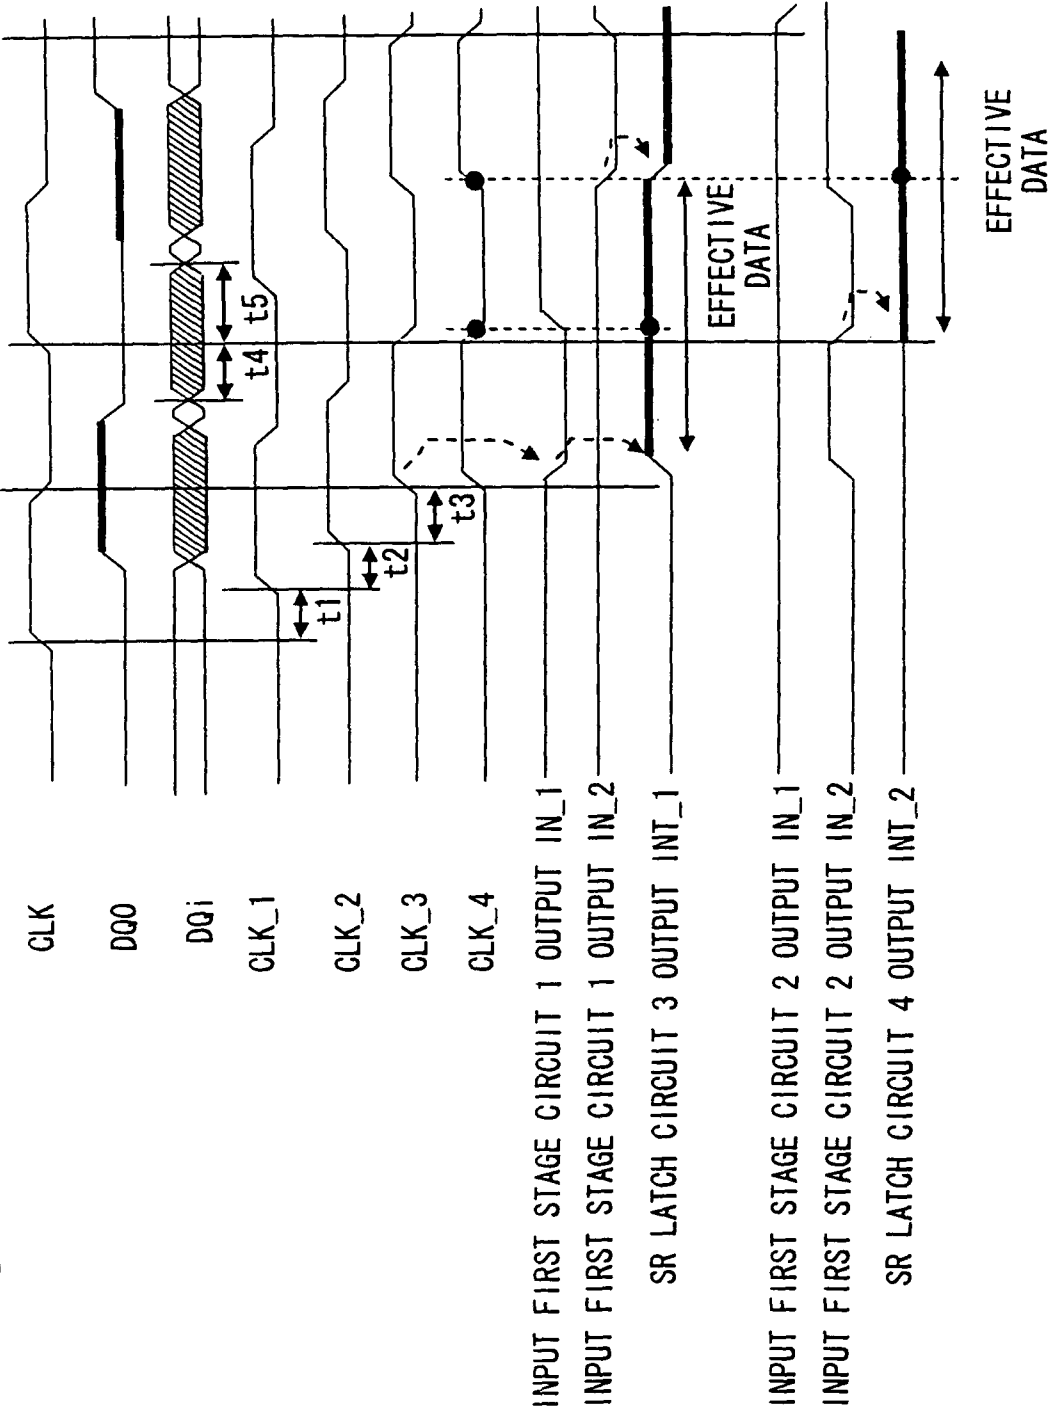 CLK
DQ0
DQi
CLK_1
CLK_2
CLK_3
CLK_4
INPUT FIRST STAGE CIRCUIT 1 OUTPUT IN_1
INPUT FIRST STAGE CIRCUIT 1 OUTPUT IN_2
SR LATCH CIRCUIT 3 OUTPUT INT_1
INPUT FIRST STAGE CIRCUIT 2 OUTPUT IN_1
INPUT FIRST STAGE CIRCUIT 2 OUTPUT IN_2
SR LATCH CIRCUIT 4 OUTPUT INT_2
t1
t2
t3
t4
t5
EFFECTIVE
DATA
EFFECTIVE
DATA